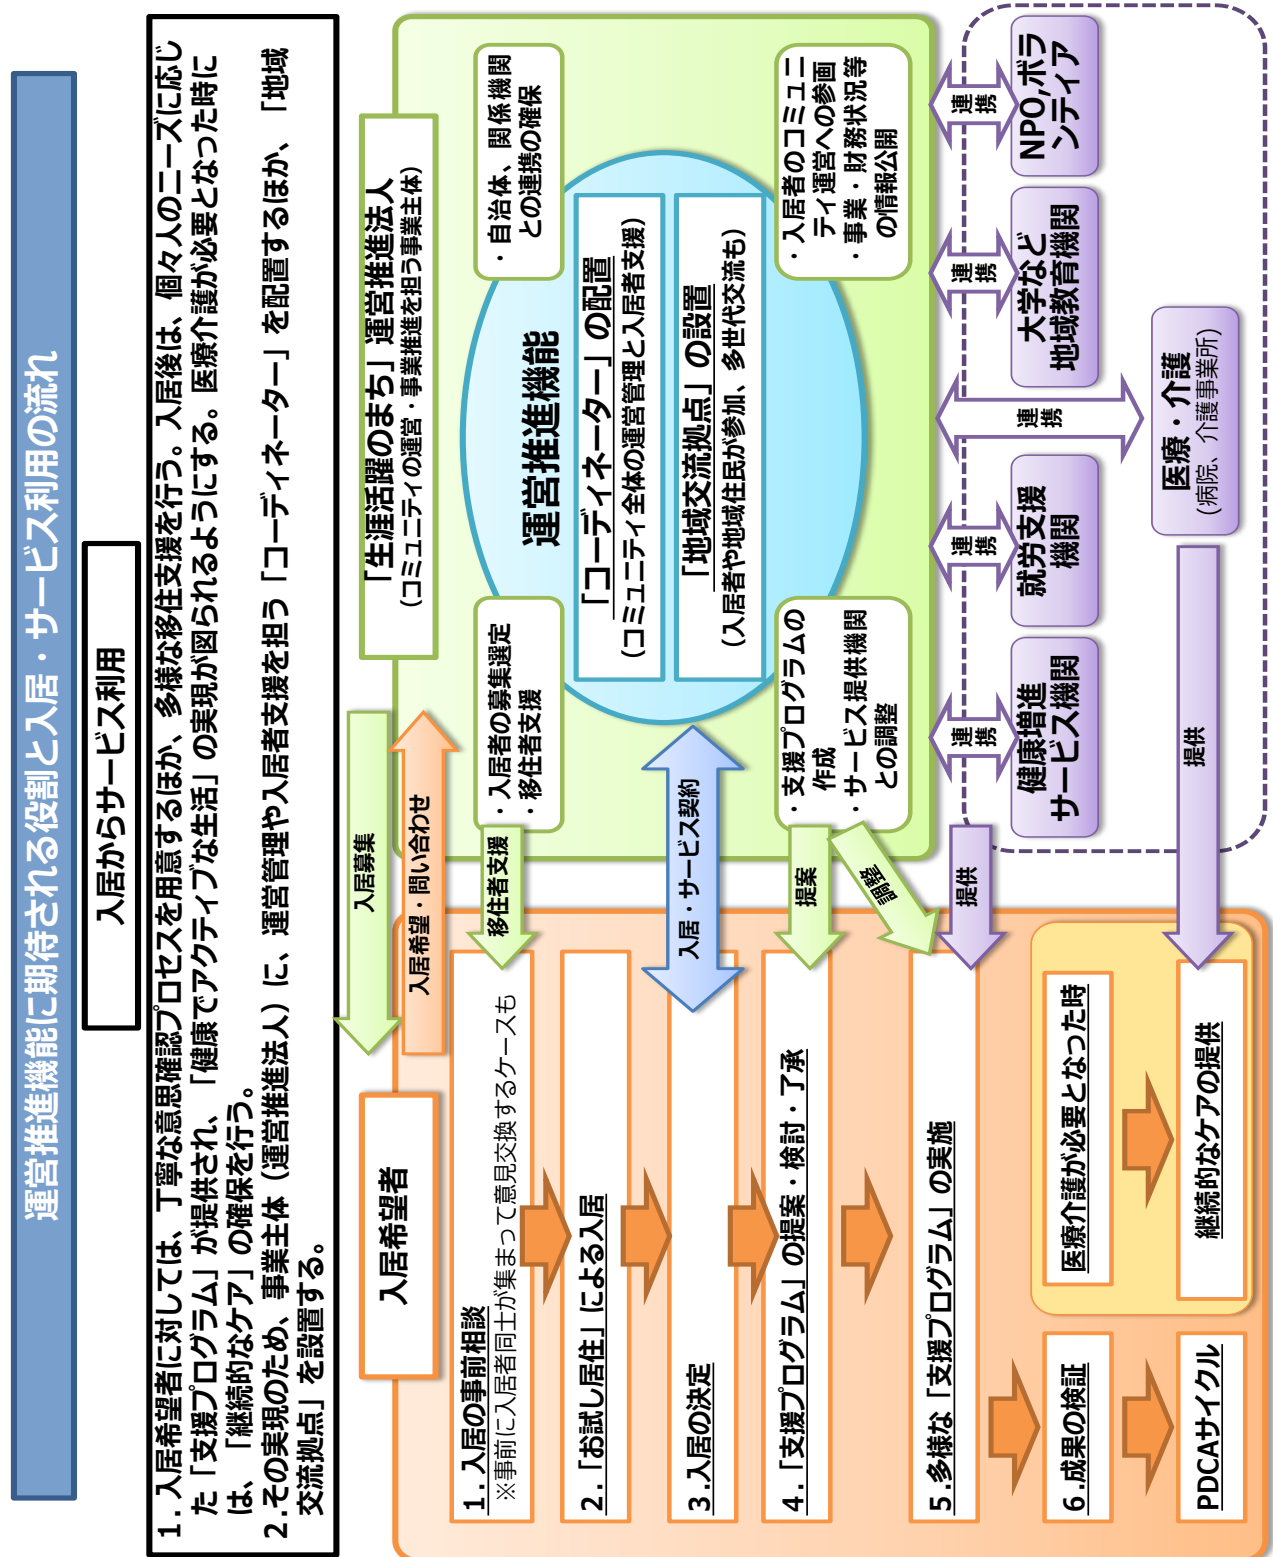 運営推進機能に期待される役割と入居・サービス利用の流れ
入居からサービス利用
1. 入居希望者に対しては、丁寧な意思確認プロセスを用意するほか、多様な移住支援を行う。入居後は、個々人のニーズに応じ
た「支援プログラム」が提供され、「健康でアクティブな生活」の実現が図られるようにする。医療介護が必要となった時に
は、「継続的なケア」の確保を行う。
2.その実現のため、事業主体（運営推進法人）に、運営管理や入居者支援を担う「コーディネーター」を配置するほか、「地域
交流拠点」を設置する。
入居希望者
入居募集
入居希望・問い合わせ
「生涯活躍のまち」運営推進法人
(コミュニティの運営・事業推進を担う事業主体)
1. 入居の事前相談
※事前に入居者同士が集まって意見交換するケースも
移住者支援
・入居者の募集選定
・移住者支援
運営推進機能
・自治体、関係機関
との連携の確保
2.「お試し居住」による入居
「コーディネーター」の配置
(コミュニティ全体の運営管理と入居者支援)
3.入居の決定
入居・サービス契約
「地域交流拠点」の設置
(入居者や地域住民が参加、多世代交流も)
4.「支援プログラム」の提案・検討・了承
提案
調整
・支援プログラムの
作成
・サービス提供機関
との調整
・入居者のコミュニ
ティ運営への参画
・事業・財務状況等
の情報公開
5.多様な「支援プログラム」の実施
提供
連携
連携
連携
連携
連携
健康増進
サービス機関
就労支援
機関
大学など
地域教育機関
NPO,ボラ
ンティア
6.成果の検証
医療介護が必要となった時
PDCAサイクル
継続的なケアの提供
提供
医療・介護
(病院、介護事業所)